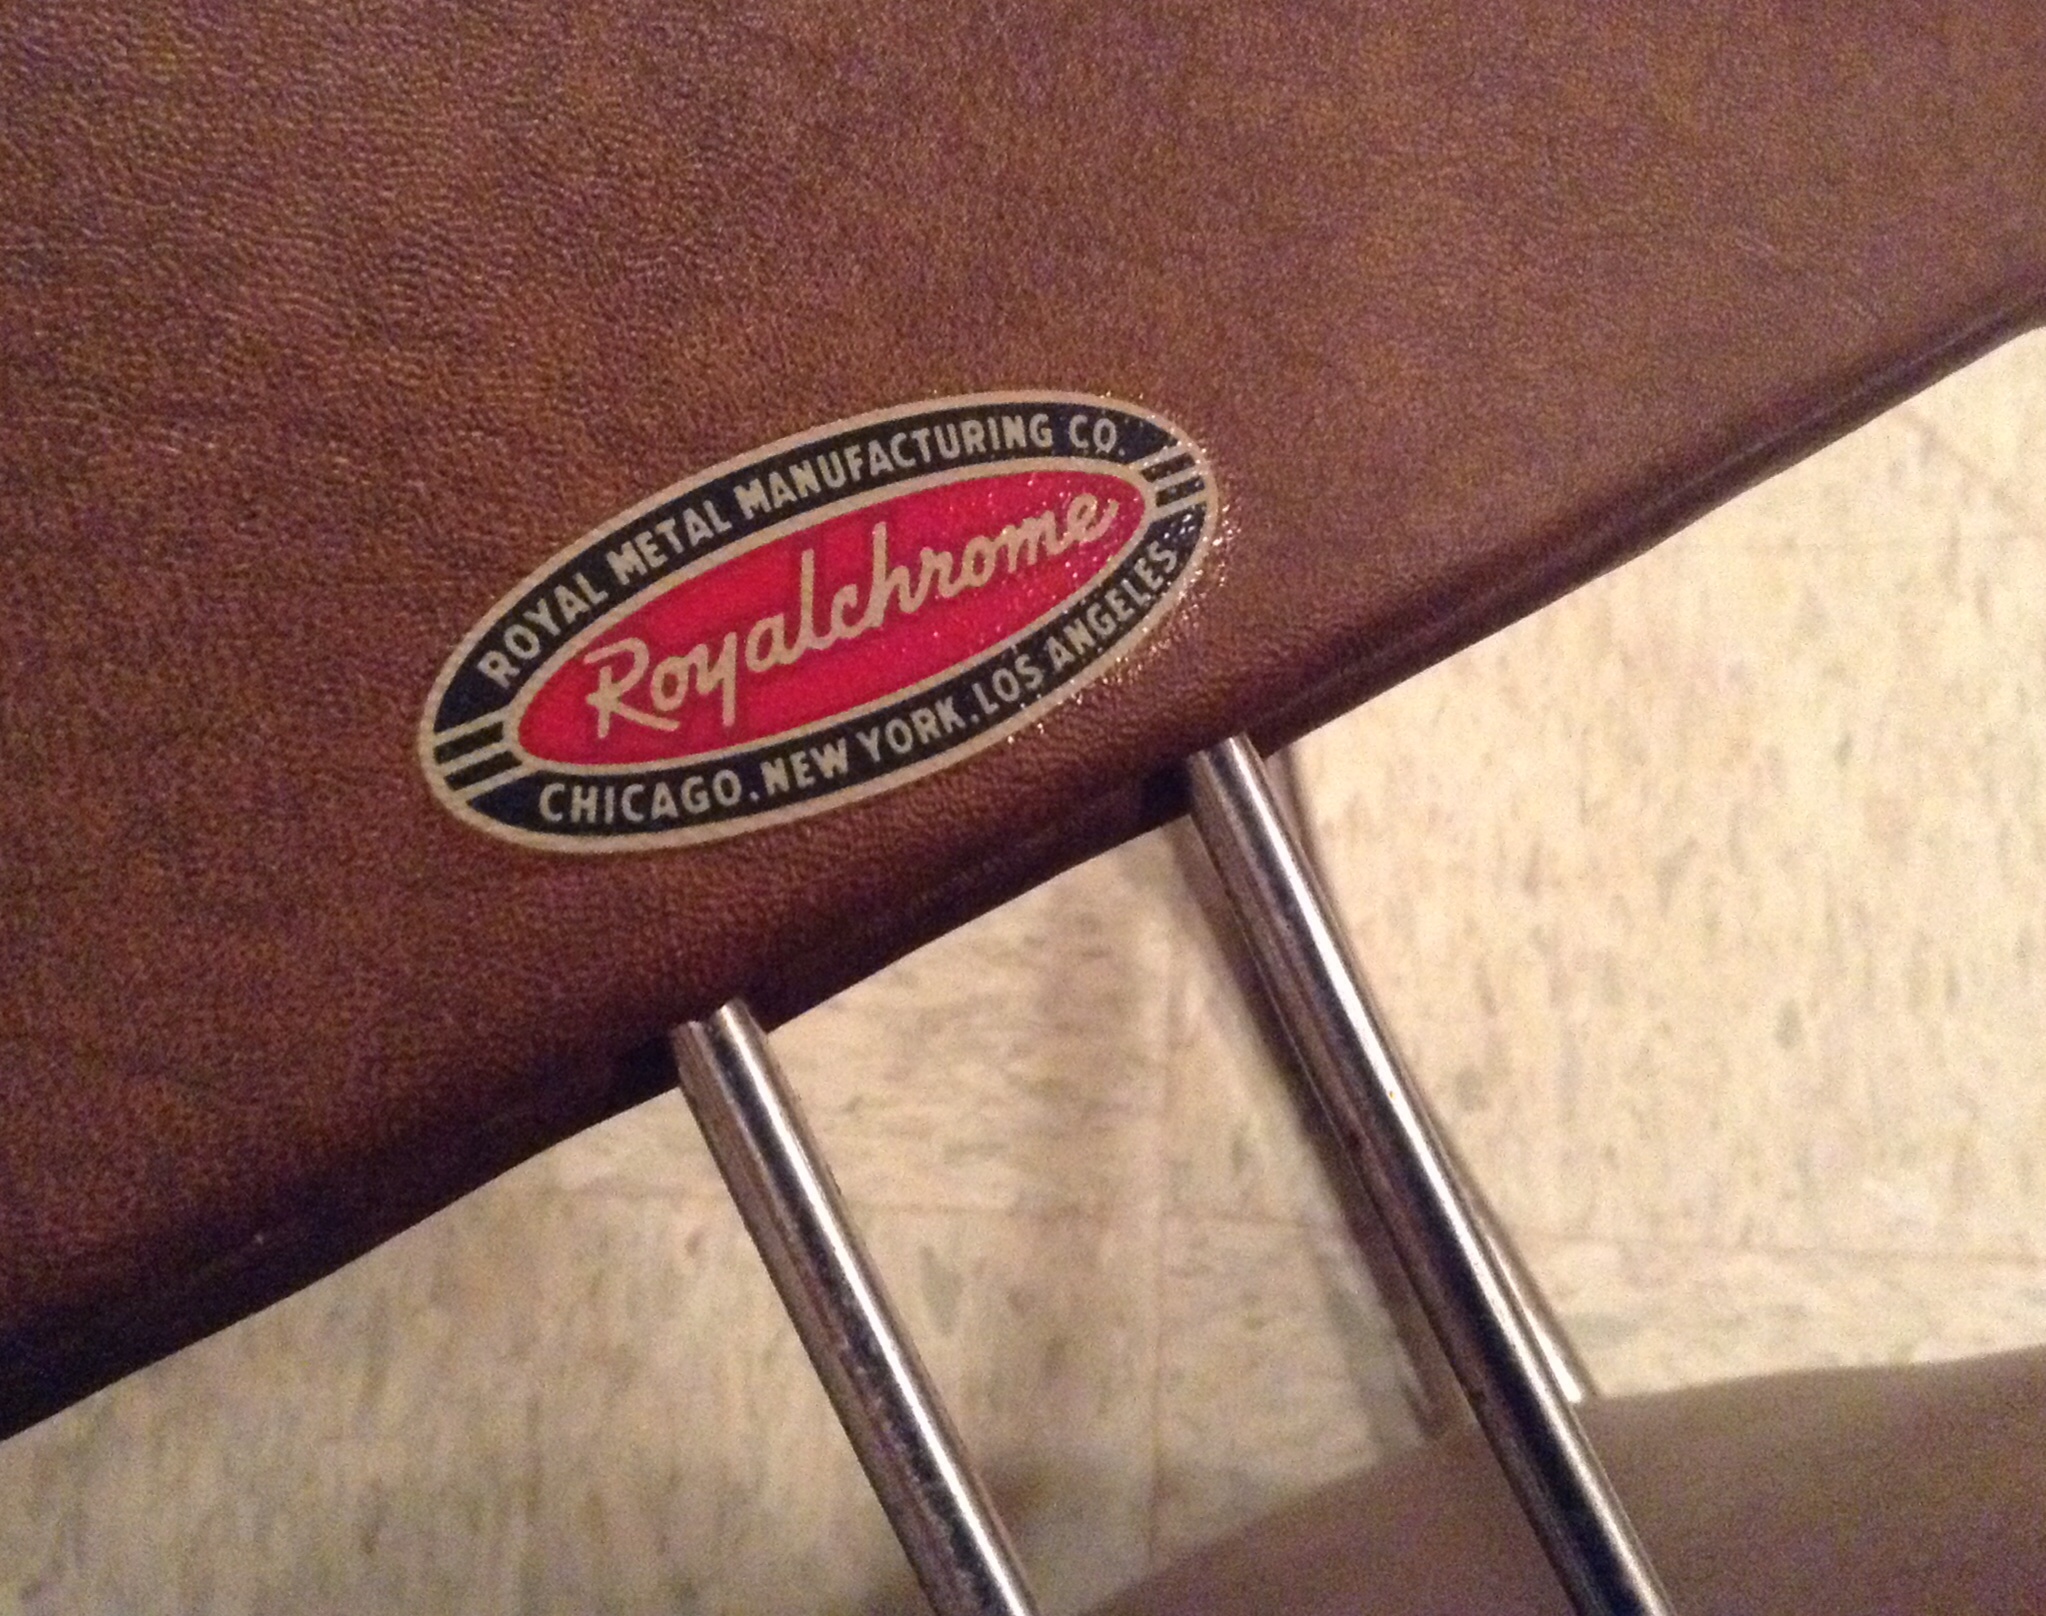 ROYAL METAL MANUFACTURING CO.
Royalchrome
CHICAGO. NEW YORK. LOS ANGELES